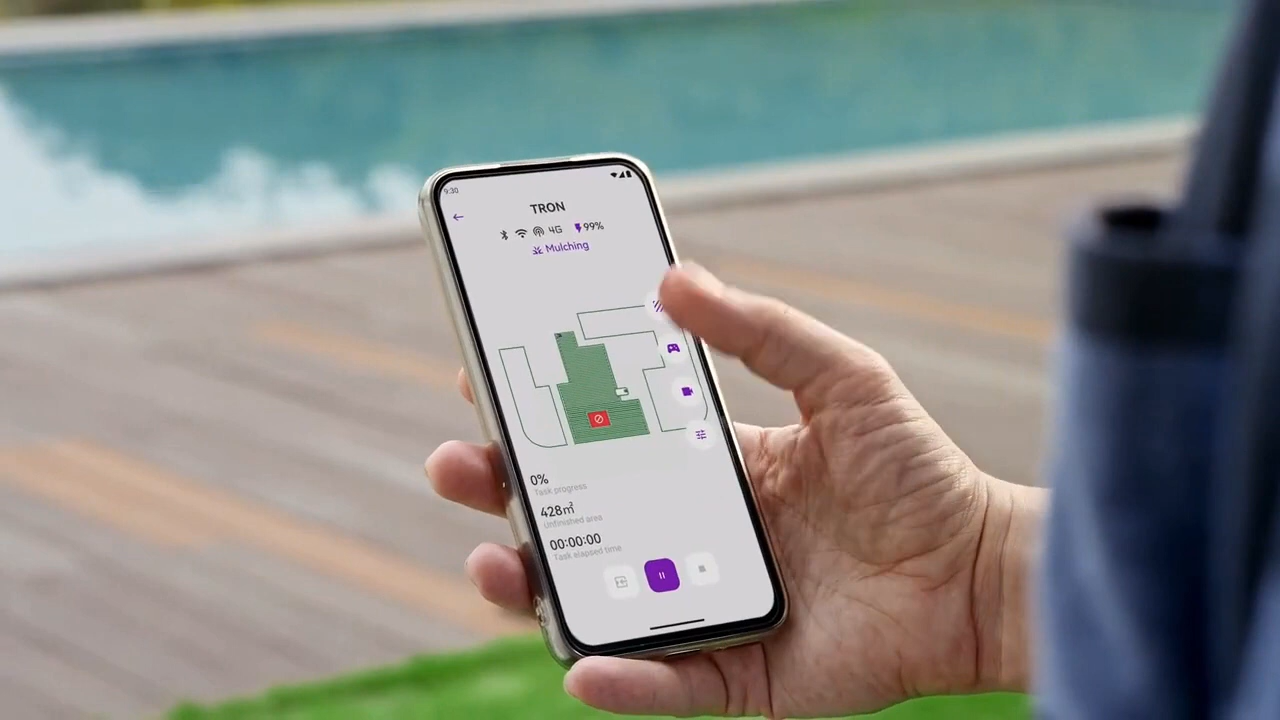 9:30
TRON
4G 99%
Mulching
0%
Task progress
428㎡
Unfinished area
00:00:00
Task elapsed time